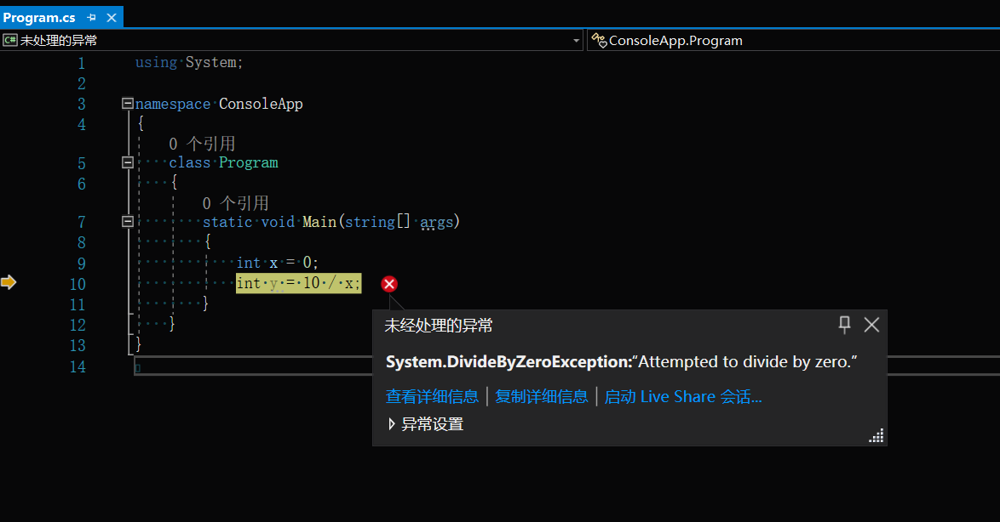 Program.cs
C# 未处理的异常
ConsoleApp.Program
1 using System;
2
3 namespace ConsoleApp
4 {
0 个引用
5 class Program
6 {
0 个引用
7 static void Main(string[] args)
8 {
9 int x = 0;
10 int y = 10 / x;
11 }
12 }
13 }
14
未经处理的异常
System.DivideByZeroException:“Attempted to divide by zero.”
查看详细信息 | 复制详细信息 | 启动 Live Share 会话...
异常设置